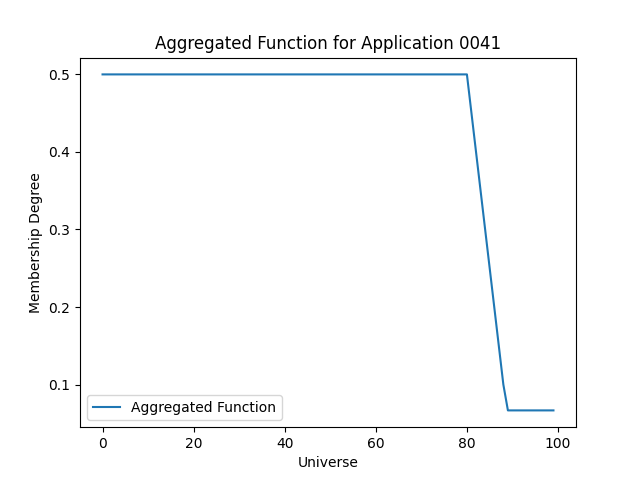 Aggregated Function for Application 0041
Membership Degree
0.5
0.4
0.3
0.2
0.1
Aggregated Function
0 20 40 60 80 100
Universe